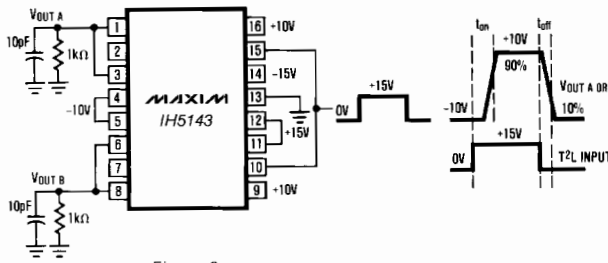 VOUT A
10pF
1kΩ
1
2
3
4
5
6
7
8
-10V
VOUT B
10pF
1kΩ
MAXIM
IH5143
16 +10V
15
14 -15V
13
12
11
+15V
10
9 +10V
0V
+15V
ton
toff
+10V
90%
-10V
VOUT A OR
10%
+15V
0V
T²L INPUT